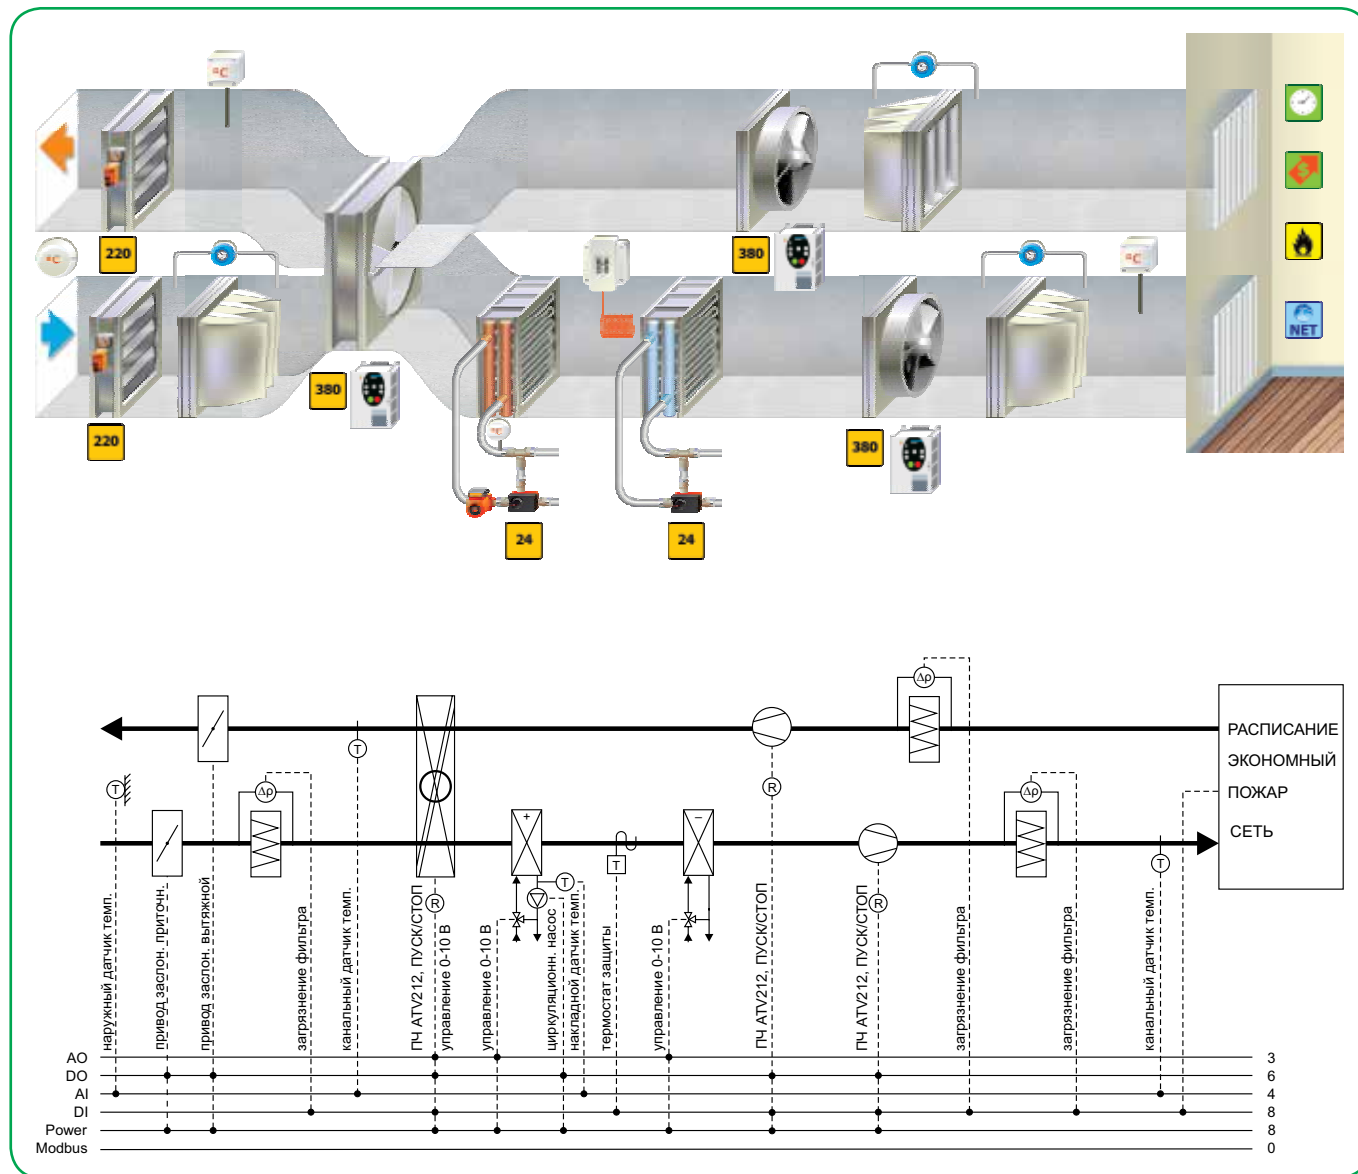 °C
°C
220
380
°C
NET
380
380
°C
220
24
24
Δρ
T
РАСПИСАНИЕ
ЭКОНОМНЫЙ
ПОЖАР
СЕТЬ
T
Δρ
R
Δρ
+
–
T
T
T
R
R
наружный датчик темп.
привод заслон. приточн.
привод заслон. вытяжной
загрязнение фильтра
канальный датчик темп.
ПЧ ATV212, ПУСК/СТОП
управление 0-10 В
управление 0-10 В
циркуляционн. насос
накладной датчик темп.
термостат защиты
управление 0-10 В
ПЧ ATV212, ПУСК/СТОП
ПЧ ATV212, ПУСК/СТОП
загрязнение фильтра
загрязнение фильтра
канальный датчик темп.
AO 3
DO 6
AI 4
DI 8
Power 8
Modbus 0